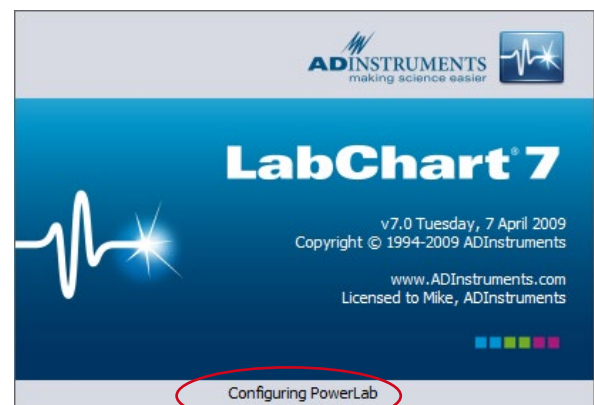 ADINSTRUMENTS
making science easier
LabChart® 7
v7.0 Tuesday, 7 April 2009
Copyright © 1994-2009 ADInstruments
www.ADInstruments.com
Licensed to Mike, ADInstruments
Configuring PowerLab